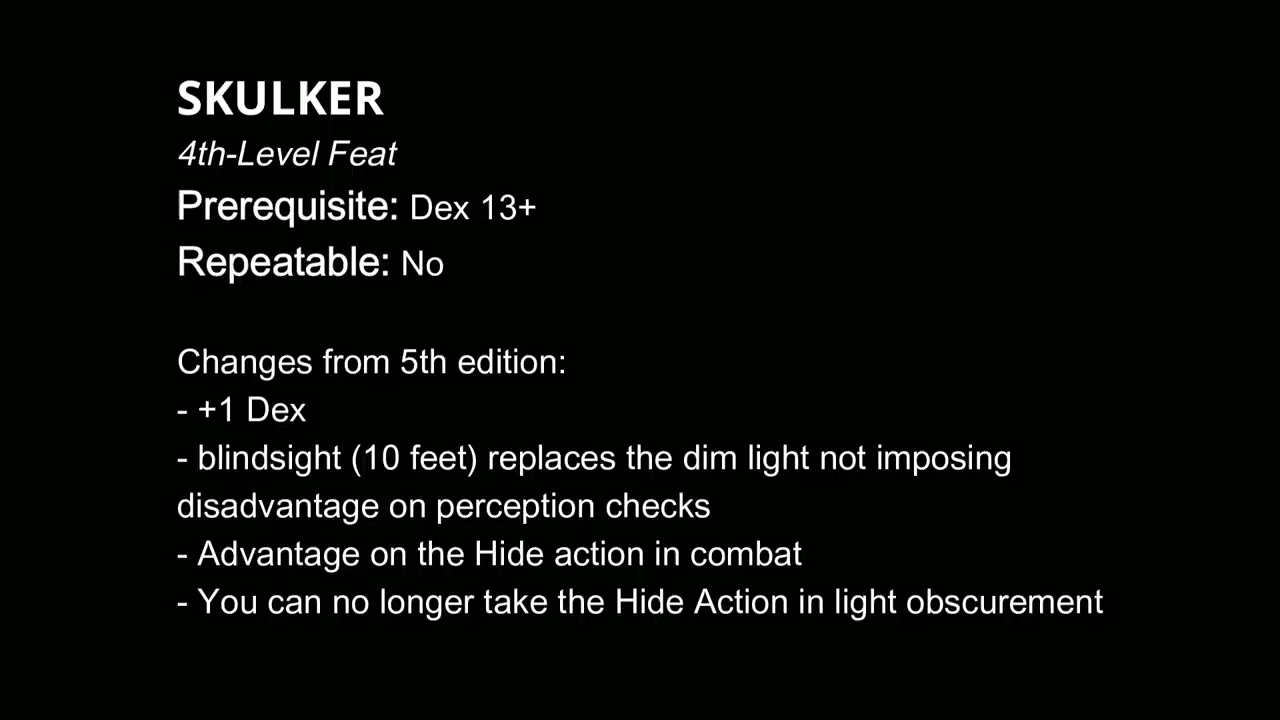 SKULKER
4th-Level Feat
Prerequisite: Dex 13+
Repeatable: No
Changes from 5th edition:
- +1 Dex
- blindsight (10 feet) replaces the dim light not imposing
disadvantage on perception checks
- Advantage on the Hide action in combat
- You can no longer take the Hide Action in light obscurement